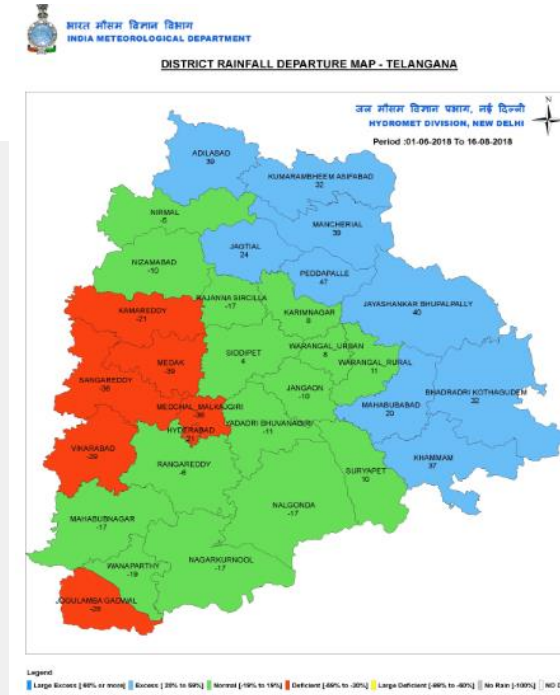 भारत मौसम विज्ञान विभाग
INDIA METEOROLOGICAL DEPARTMENT
DISTRICT RAINFALL DEPARTURE MAP - TELANGANA
जल मौसम विज्ञान प्रभाग, नई दिल्ली
HYDROMET DIVISION, NEW DELHI
N
Period :01-06-2018 To 16-08-2018
ADILABAD
39
KUMARAMBHEEM ASIFABAD
32
NIRMAL
MANCHERIAL
39
JAGTIAL
24
NIZAMABAD
-10
PEDDAPALLE
47
RAJANNA SIRCILLA
-17
KAMAREDDY
-21
KARIMNAGAR
JAYASHANKAR BHUPALPALLY
40
WARANGAL_URBAN
SIDDIPET
4
MEDAK
-39
WARANGAL_RURAL
11
SANGAREDDY
-36
JANGAON
-10
BHADRADRI KOTHAGUDEM
32
MEDCHAL_MALKAJGIRI
-36
MAHABUBABAD
20
HYDERABAD
-21
YADADRI BHUVANAGIRI
-11
VIKARABAD
KHAMMAM
37
RANGAREDDY
SURYAPET
10
NALGONDA
-17
MAHABUBNAGAR
-17
NAGARKURNOOL
-17
WANAPARTHY
-19
JOGULAMBA GADWAL
Legend
Large Excess [60% or more] Excess [20% to 59%] Normal [-19% to 19%] Deficient [-59% to -20%] Large Deficient [-99% to -60%] No Rain [-100%] NO